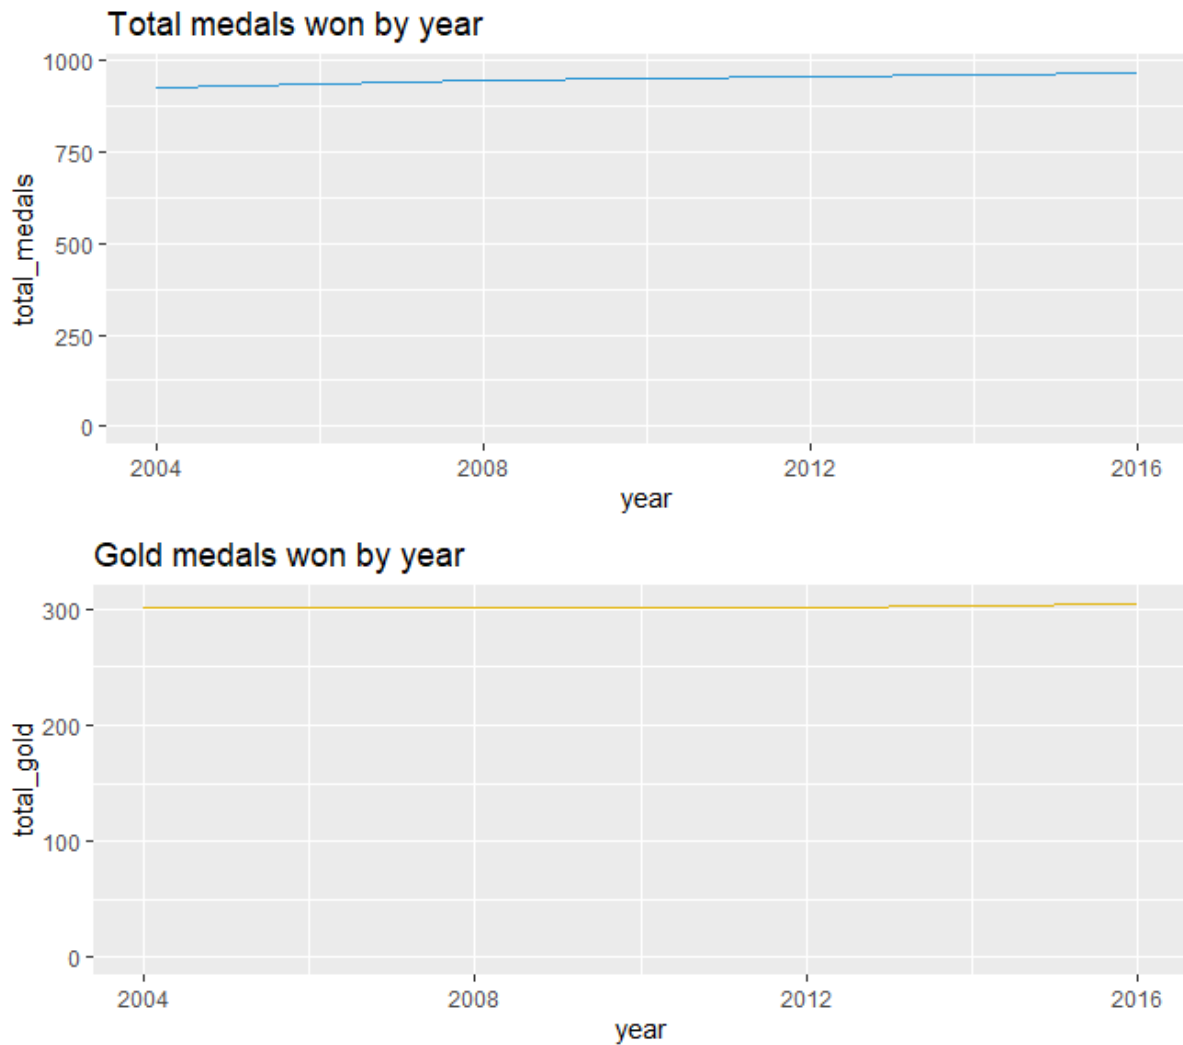 Total medals won by year
1000
750
500
250
0
total_medals
2004 2008 2012 2016
year
Gold medals won by year
300
200
100
0
total_gold
2004 2008 2012 2016
year